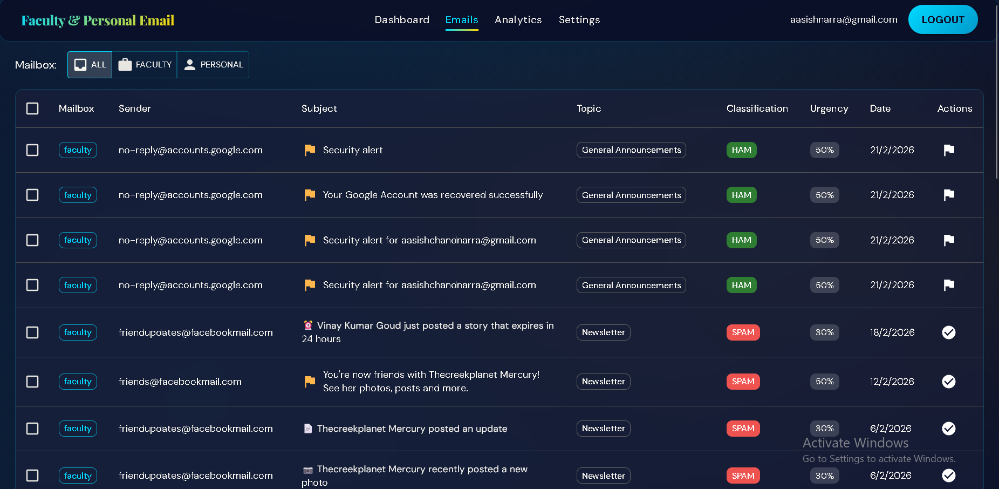 Faculty & Personal Email
Dashboard Emails Analytics Settings
aasishnarra@gmail.com LOGOUT
Mailbox: ALL FACULTY PERSONAL
Mailbox Sender Subject Topic Classification Urgency Date Actions
faculty no-reply@accounts.google.com Security alert General Announcements HAM 50% 21/2/2026
faculty no-reply@accounts.google.com Your Google Account was recovered successfully General Announcements HAM 50% 21/2/2026
faculty no-reply@accounts.google.com Security alert for aasishchandnarra@gmail.com General Announcements HAM 50% 21/2/2026
faculty no-reply@accounts.google.com Security alert for aasishchandnarra@gmail.com General Announcements HAM 50% 21/2/2026
faculty friendupdates@facebookmail.com ⏰ Vinay Kumar Goud just posted a story that expires in
24 hours
Newsletter SPAM 30% 18/2/2026
faculty friends@facebookmail.com You're now friends with Thecreekplanet Mercury!
See her photos, posts and more.
Newsletter SPAM 50% 12/2/2026
faculty friendupdates@facebookmail.com 📄 Thecreekplanet Mercury posted an update Newsletter SPAM 30% 6/2/2026
faculty friendupdates@facebookmail.com 📷 Thecreekplanet Mercury recently posted a new
photo
Newsletter SPAM 30% 6/2/2026
Activate Windows
Go to Settings to activate Windows.